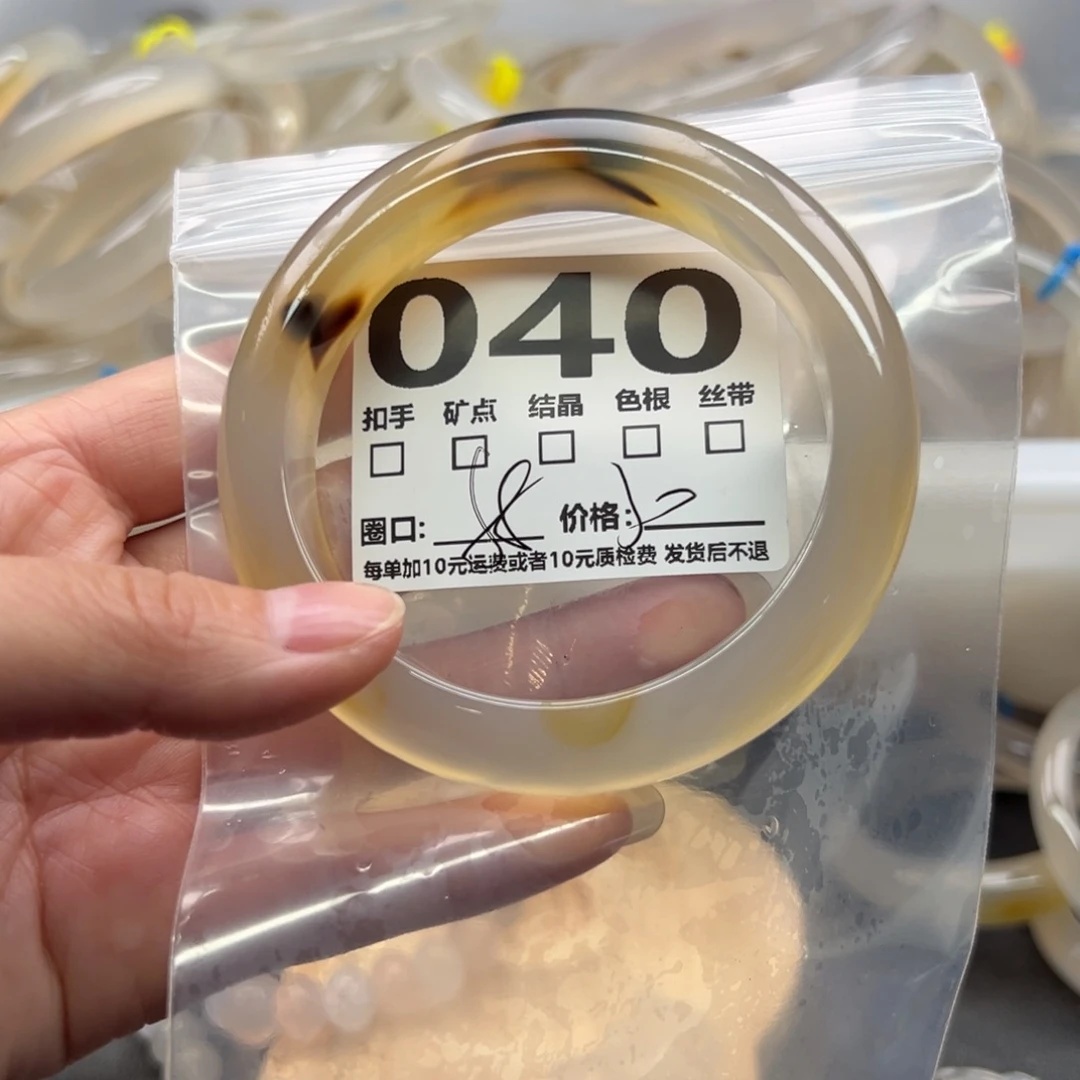 040
扣手 矿点 结晶 色根 丝带
圈口: 价格:
每单加10元运费或者10元质检费 发货后不退